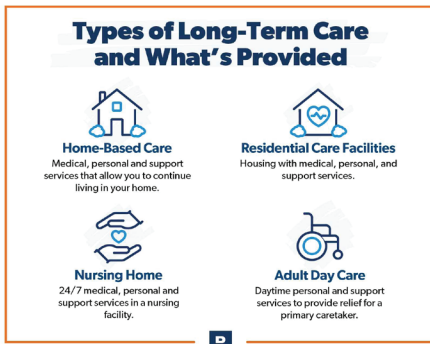 Types of Long-Term Care
and What's Provided
Home-Based Care
Medical, personal and support
services that allow you to continue
living in your home.
Residential Care Facilities
Housing with medical, personal, and
support services.
Nursing Home
24/7 medical, personal and
support services in a nursing
facility.
Adult Day Care
Daytime personal and support
services to provide relief for a
primary caretaker.